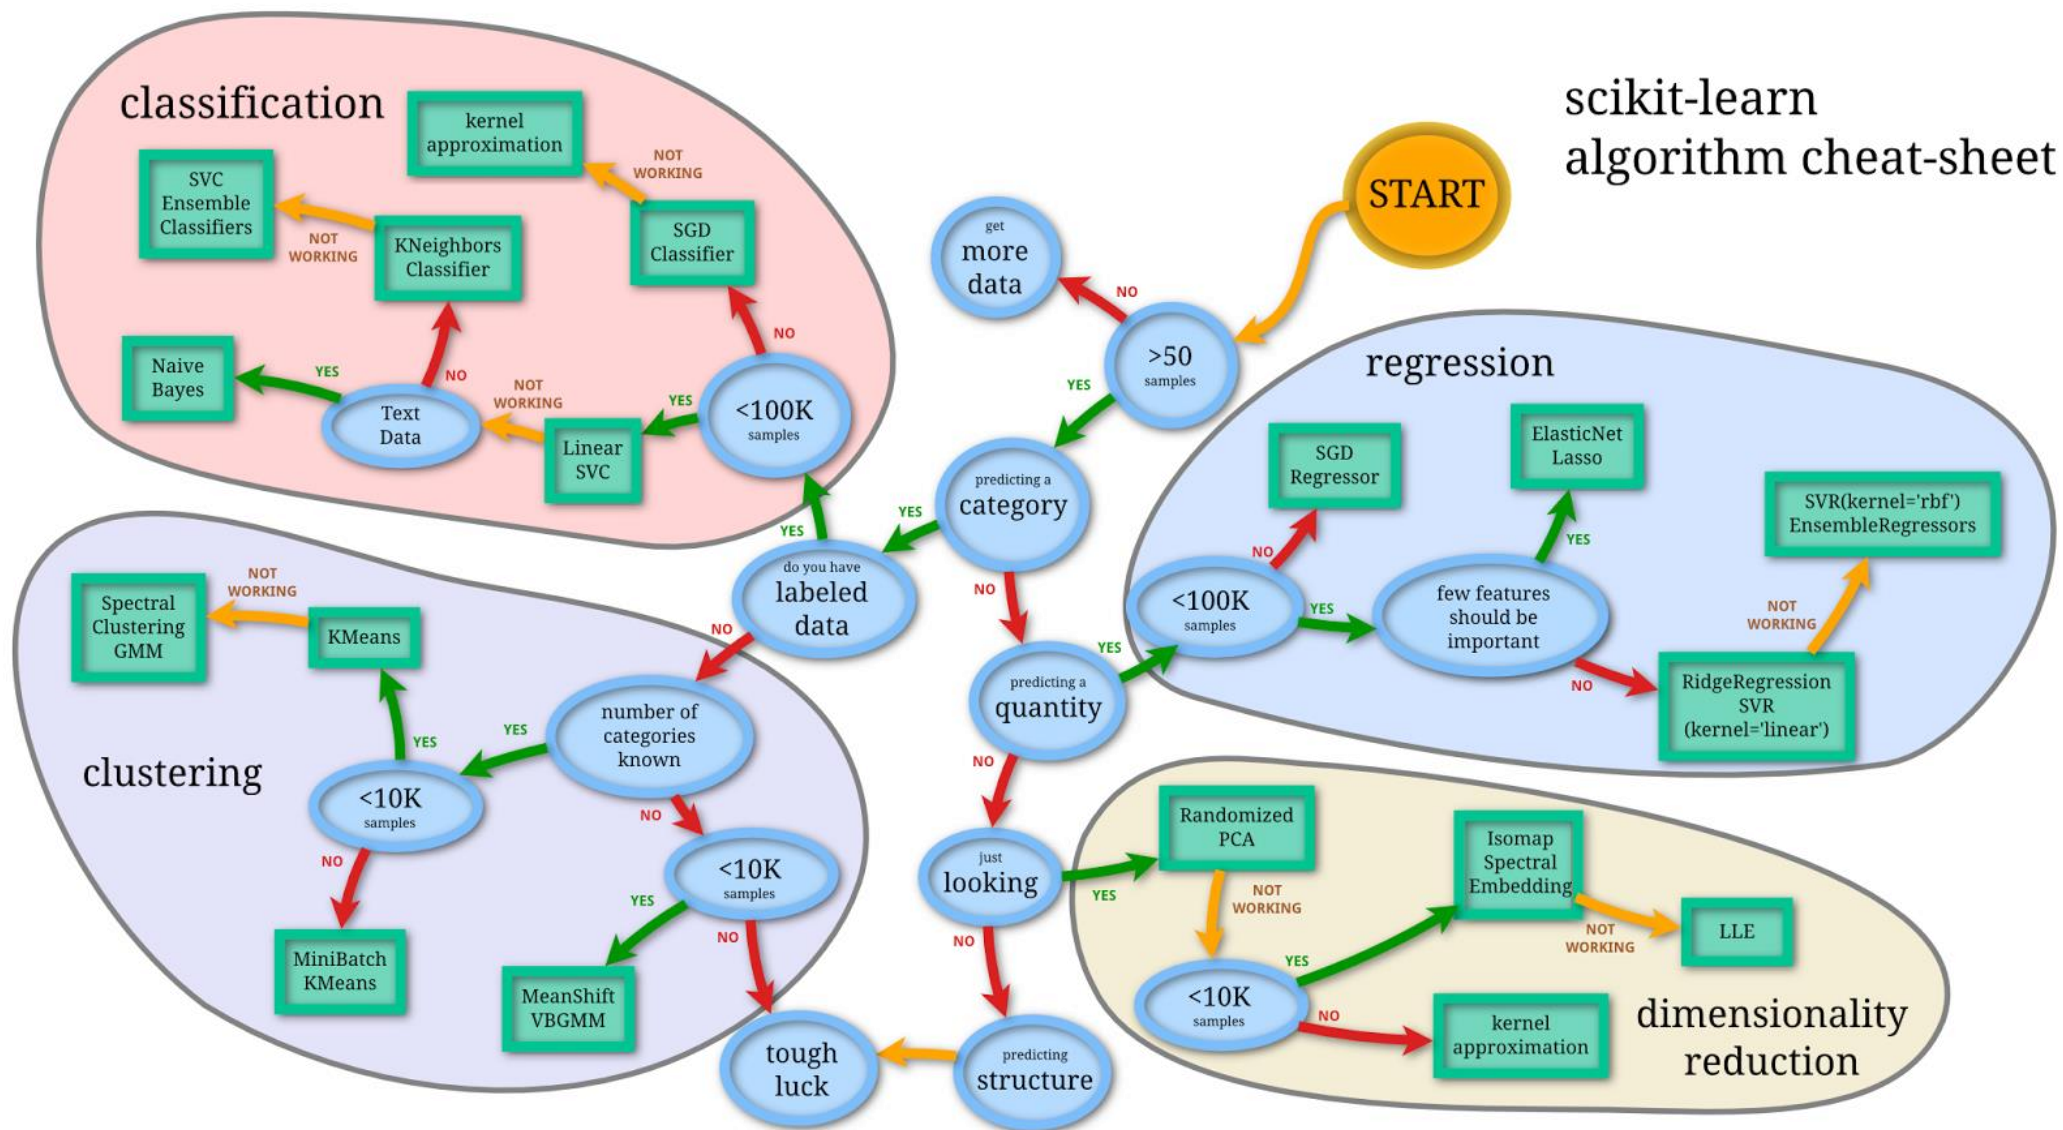 scikit-learn
algorithm cheat-sheet
START
get
more
data
NO
>50
samples
YES
predicting a
category
YES
NO
do you have
labeled
data
YES
NO
predicting a
quantity
YES
NO
just
looking
YES
NO
predicting
structure
tough
luck
classification
kernel
approximation
NOT
WORKING
SGD
Classifier
NO
<100K
samples
YES
Linear
SVC
NOT
WORKING
Text
Data
YES
Naive
Bayes
NO
KNeighbors
Classifier
NOT
WORKING
SVC
Ensemble
Classifiers
regression
<100K
samples
NO
SGD
Regressor
YES
few features
should be
important
YES
ElasticNet
Lasso
NO
RidgeRegression
SVR
(kernel='linear')
NOT
WORKING
SVR(kernel='rbf')
EnsembleRegressors
clustering
number of
categories
known
YES
<10K
samples
YES
KMeans
NOT
WORKING
Spectral
Clustering
GMM
NO
MiniBatch
KMeans
NO
<10K
samples
YES
MeanShift
VBGMM
NO
dimensionality
reduction
Randomized
PCA
NOT
WORKING
<10K
samples
YES
Isomap
Spectral
Embedding
NOT
WORKING
LLE
NO
kernel
approximation